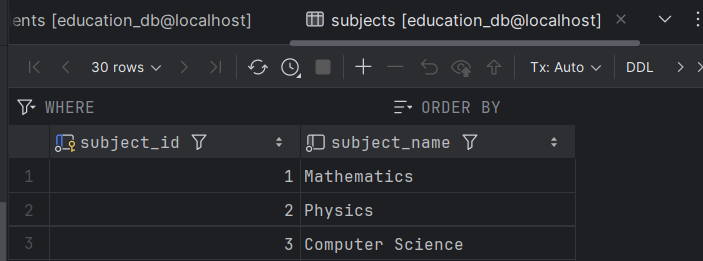 ents [education_db@localhost] subjects [education_db@localhost]
30 rows Tx: Auto DDL
WHERE ORDER BY
subject_id subject_name
1 1 Mathematics
2 2 Physics
3 3 Computer Science